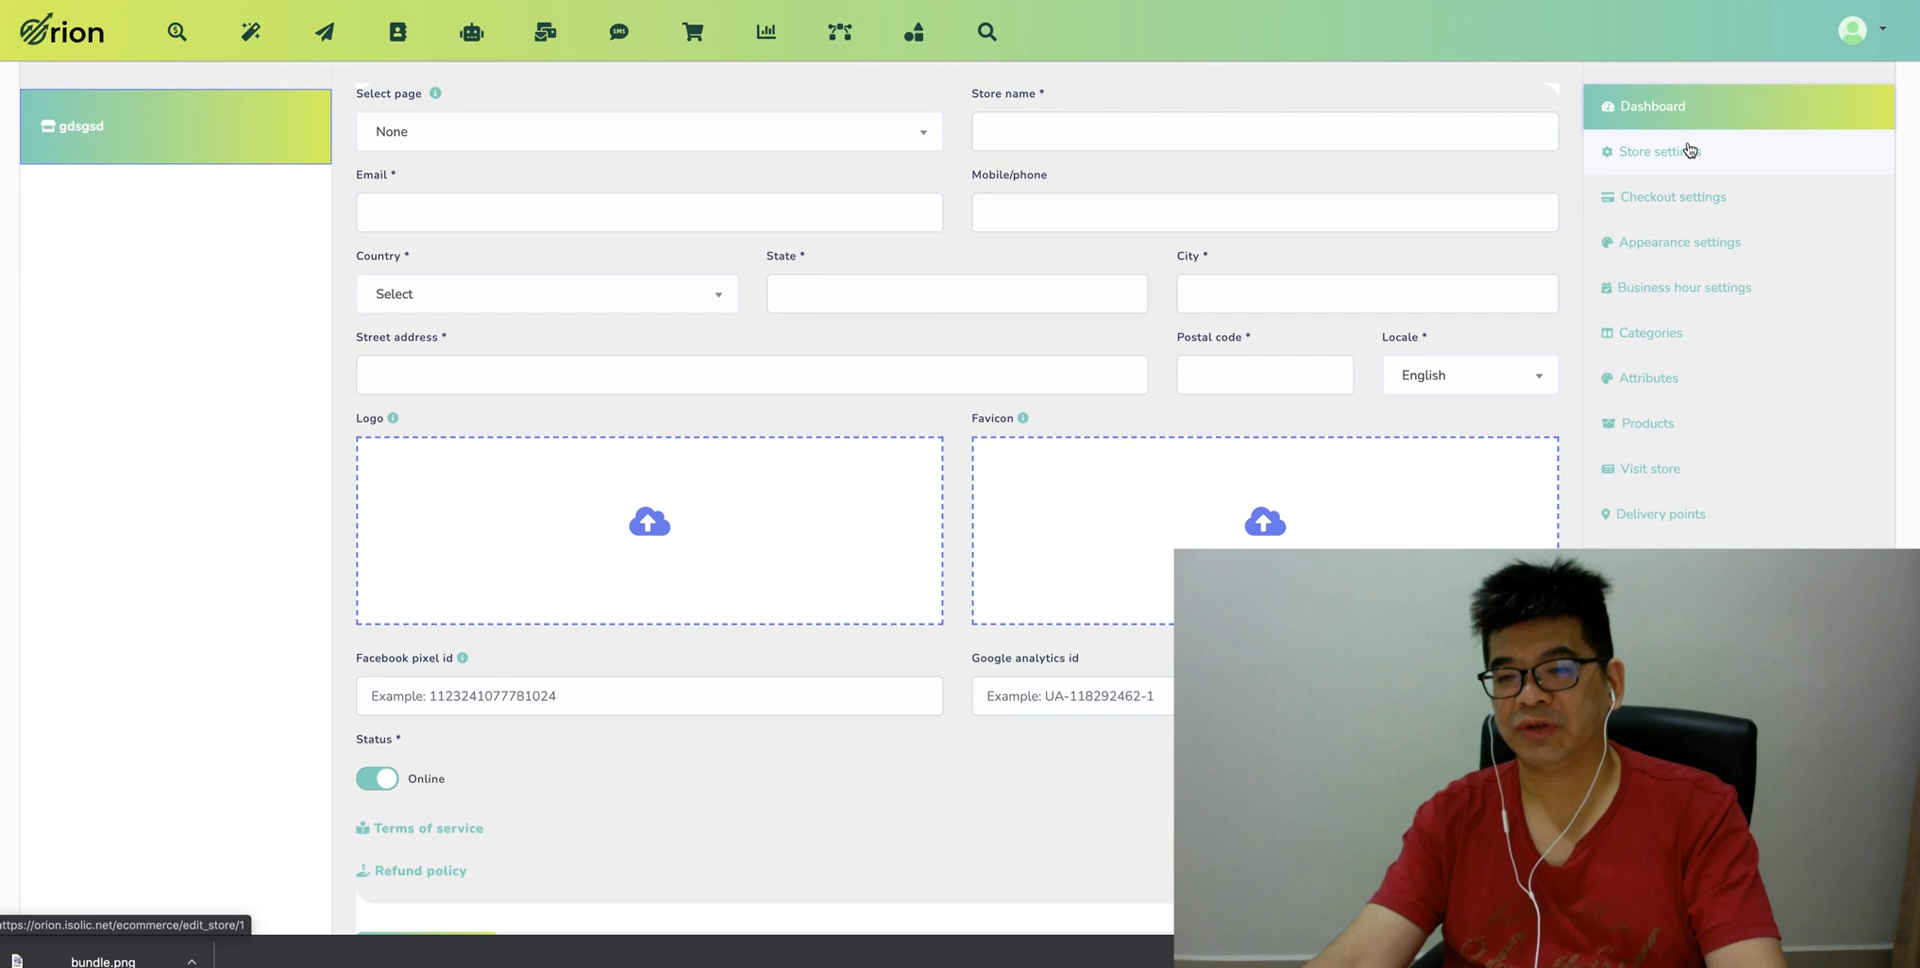 Orion
SMS
gdsgsd
Select page
Store name *
None
Email *
Mobile/phone
Country *
State *
City *
Select
Street address *
Postal code *
Locale *
English
Logo
Favicon
Facebook pixel id
Google analytics id
Example: 1123241077781024
Example: UA-118292462-1
Status *
Online
Terms of service
Refund policy
Dashboard
Store settings
Checkout settings
Appearance settings
Business hour settings
Categories
Attributes
Products
Visit store
Delivery points
ttps://orion.isolic.net/ecommerce/edit_store/1
bundle.png